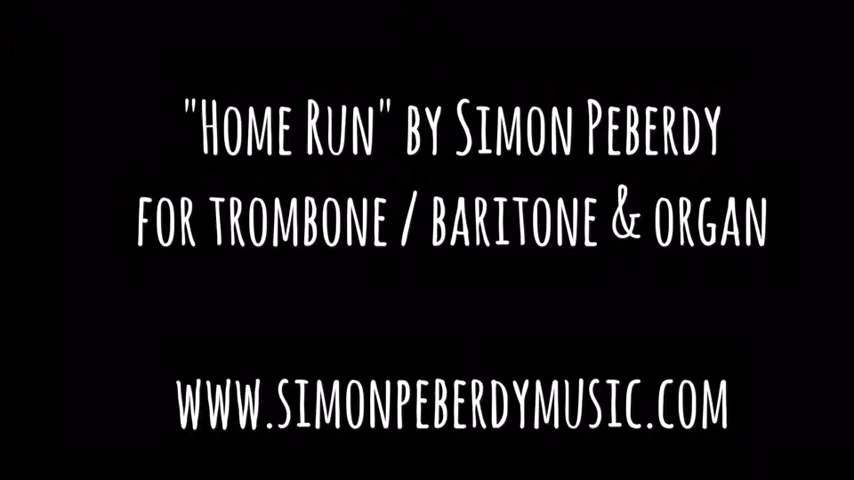 "Home Run" by Simon Peberdy
for trombone / baritone & organ
www.simonpeberdymusic.com